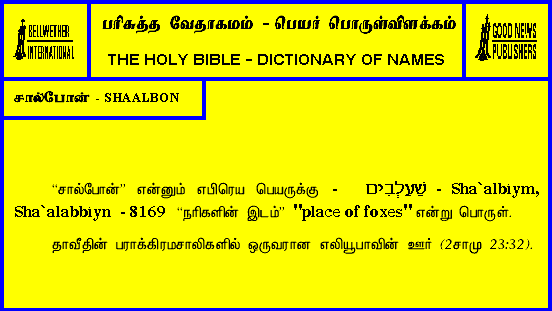 BELLWETHER
INTERNATIONAL
பரிசுத்த வேதாகமம் - பெயர் பொருள்விளக்கம்
THE HOLY BIBLE - DICTIONARY OF NAMES
GOOD NEWS
PUBLISHERS
சால்போன் - SHAALBON
“சால்போன்” என்னும் எபிரெய பெயருக்கு - שַׁעַלְבִים - Sha`albiym,
Sha`alabbiyn - 8169 “நரிகளின் இடம்” "place of foxes" என்று பொருள்.
தாவீதின் பராக்கிரமசாலிகளில் ஒருவரான எலியூபாவின் ஊர் (2சாமு 23:32).